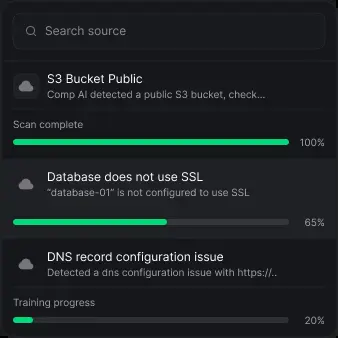 Search source
S3 Bucket Public
Comp AI detected a public S3 bucket, check...
Scan complete
100%
Database does not use SSL
“database-01” is not configured to use SSL
65%
DNS record configuration issue
Detected a dns configuration issue with https://..
Training progress
20%